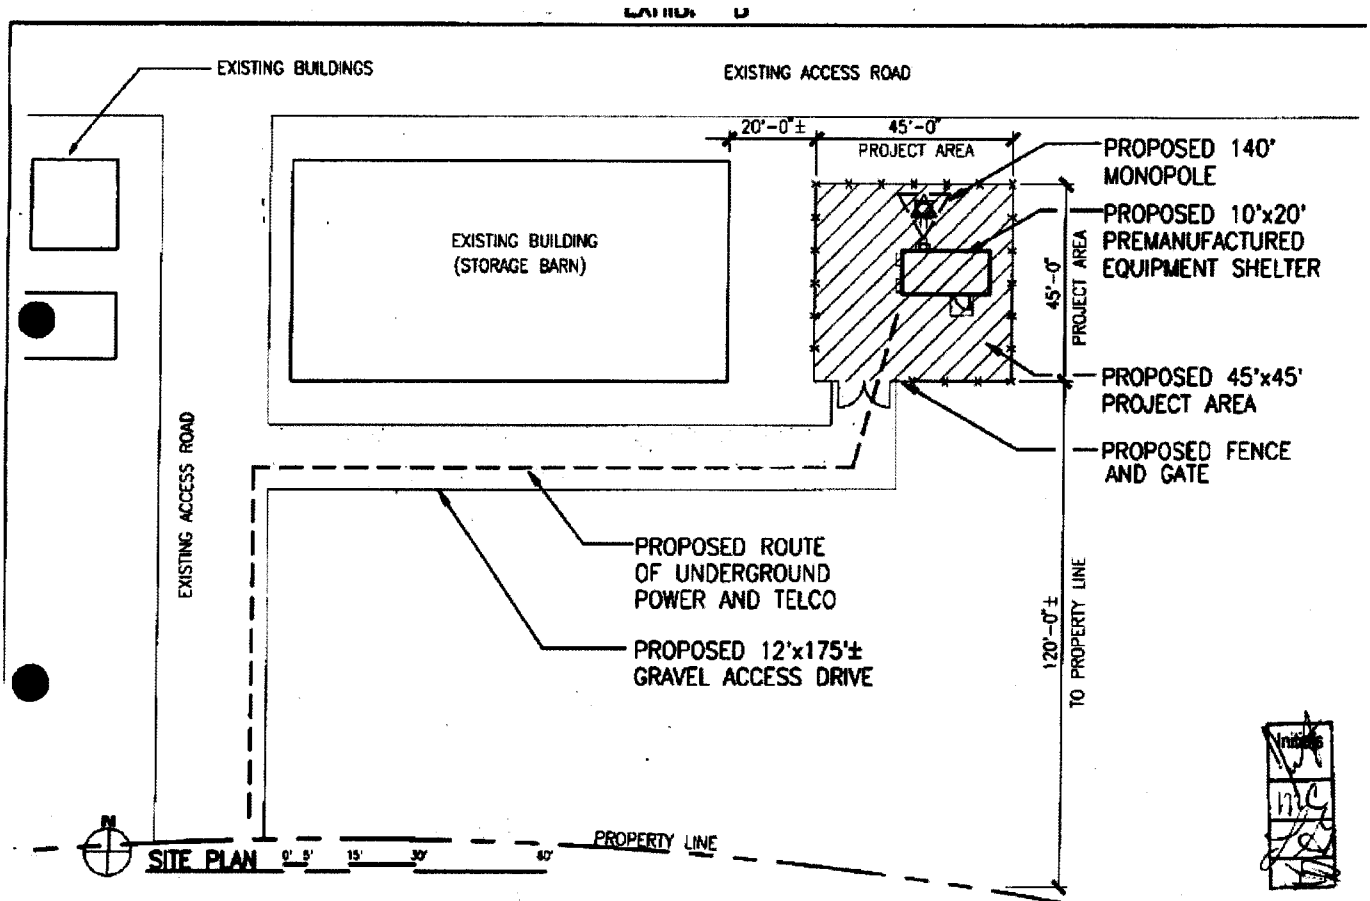 EXISTING BUILDINGS
EXISTING ACCESS ROAD
20'-0"±
45'-0"
PROJECT AREA
PROPOSED 140'
MONOPOLE
PROPOSED 10'x20'
PREMANUFACTURED
EQUIPMENT SHELTER
EXISTING BUILDING
(STORAGE BARN)
45'-0"
PROJECT AREA
PROPOSED 45'x45'
PROJECT AREA
PROPOSED FENCE
AND GATE
EXISTING ACCESS ROAD
PROPOSED ROUTE
OF UNDERGROUND
POWER AND TELCO
PROPOSED 12'x175'±
GRAVEL ACCESS DRIVE
120'-0"±
TO PROPERTY LINE
Initials
N
SITE PLAN
0' 5' 15' 30' 60'
PROPERTY LINE